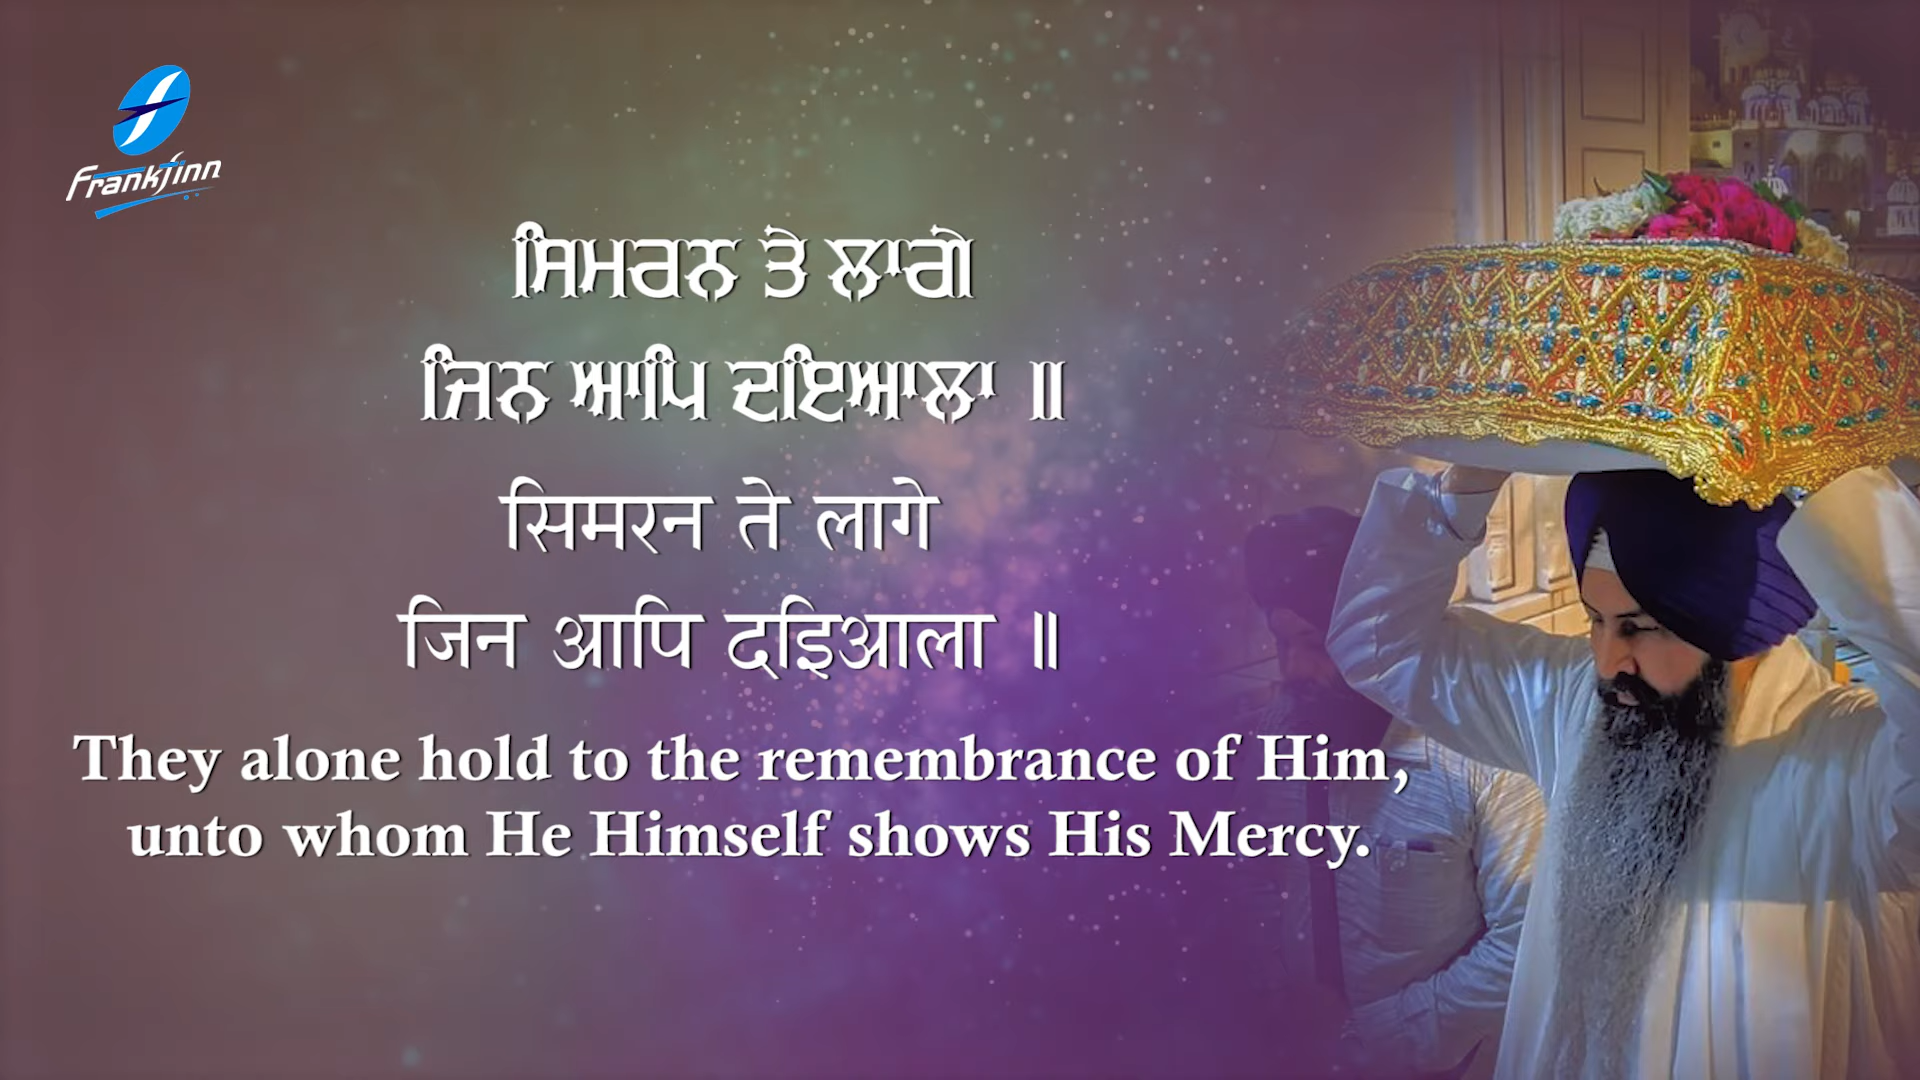 Frankfinn
ਸਿਮਰਨ ਤੇ ਲਾਗੇ
ਜਿਨ ਆਪਿ ਦਇਆਲਾ ॥
सिमरन ते लागे
जिन आपि दइिआला ॥
They alone hold to the remembrance of Him,
unto whom He Himself shows His Mercy.